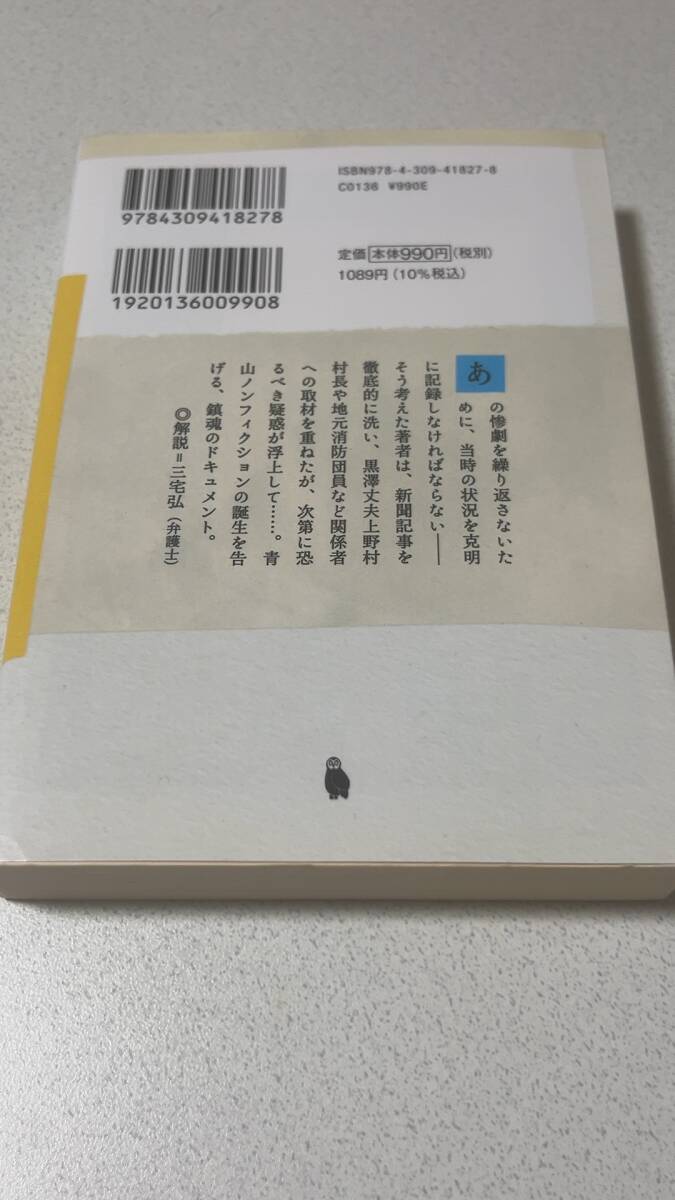 ISBN978-4-309-41827-8
C0136 ¥990E
9784309418278
定価 本体990円(税別)
1089円(10%税込)
1920136009908
あの惨劇を繰り返さないた
めに、当時の状況を克明
に記録しなければならない――
そう考えた著者は、新聞記事を
徹底的に洗い、黒澤丈夫上野村
村長や地元消防団員など関係者
への取材を重ねたが、次第に恐
るべき疑惑が浮上して……。青
山ノンフィクションの誕生を告
げる、鎮魂のドキュメント。
◎解説=三宅弘(弁護士)